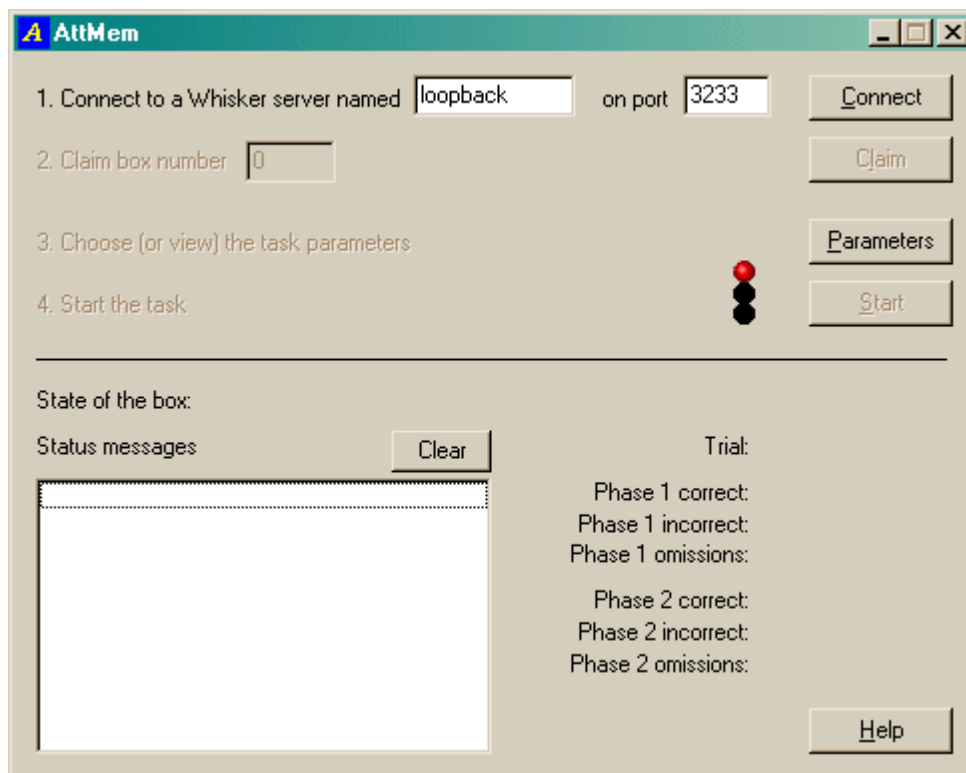 A AttMem
1. Connect to a Whisker server named loopback on port 3233 Connect
2. Claim box number 0 Claim
3. Choose (or view) the task parameters Parameters
4. Start the task Start
State of the box:
Status messages Clear Trial:
Phase 1 correct:
Phase 1 incorrect:
Phase 1 omissions:
Phase 2 correct:
Phase 2 incorrect:
Phase 2 omissions:
Help